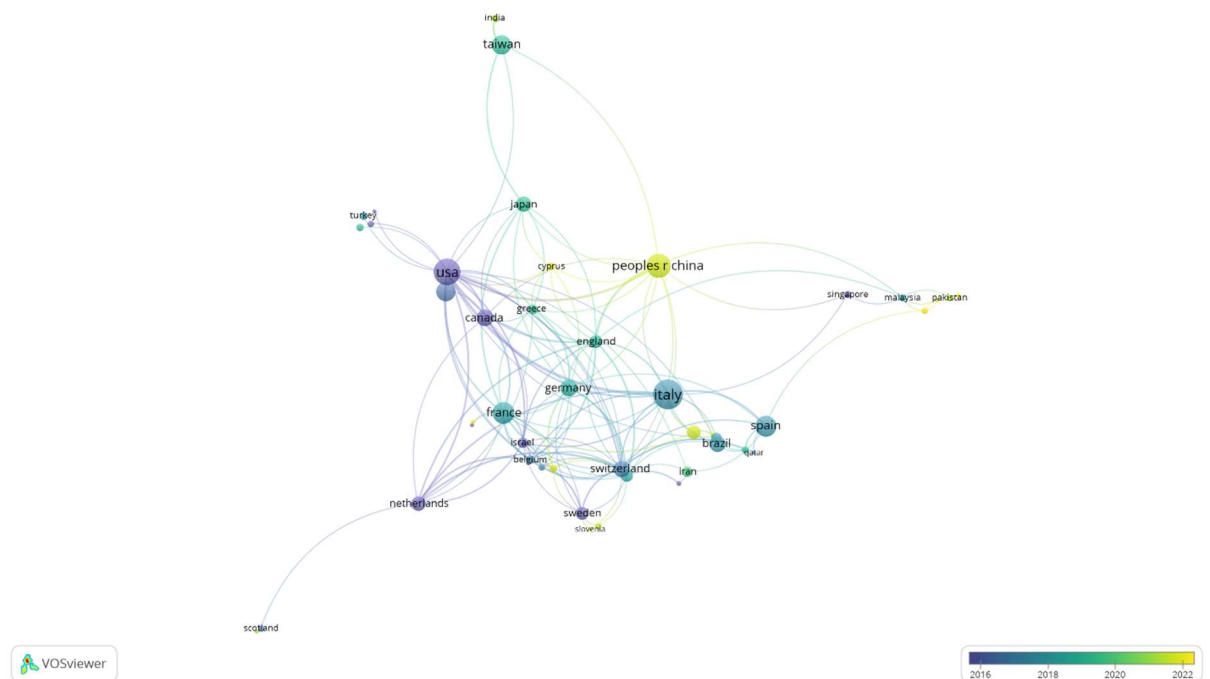 india
taiwan
japan
turkey
usa
cyprus
peoples r china
singapore
malaysia
pakistan
canada
greece
england
germany
italy
france
spain
israel
brazil
qatar
belgium
switzerland
iran
netherlands
sweden
slovenia
scotland
VOSviewer
2016 2018 2020 2022